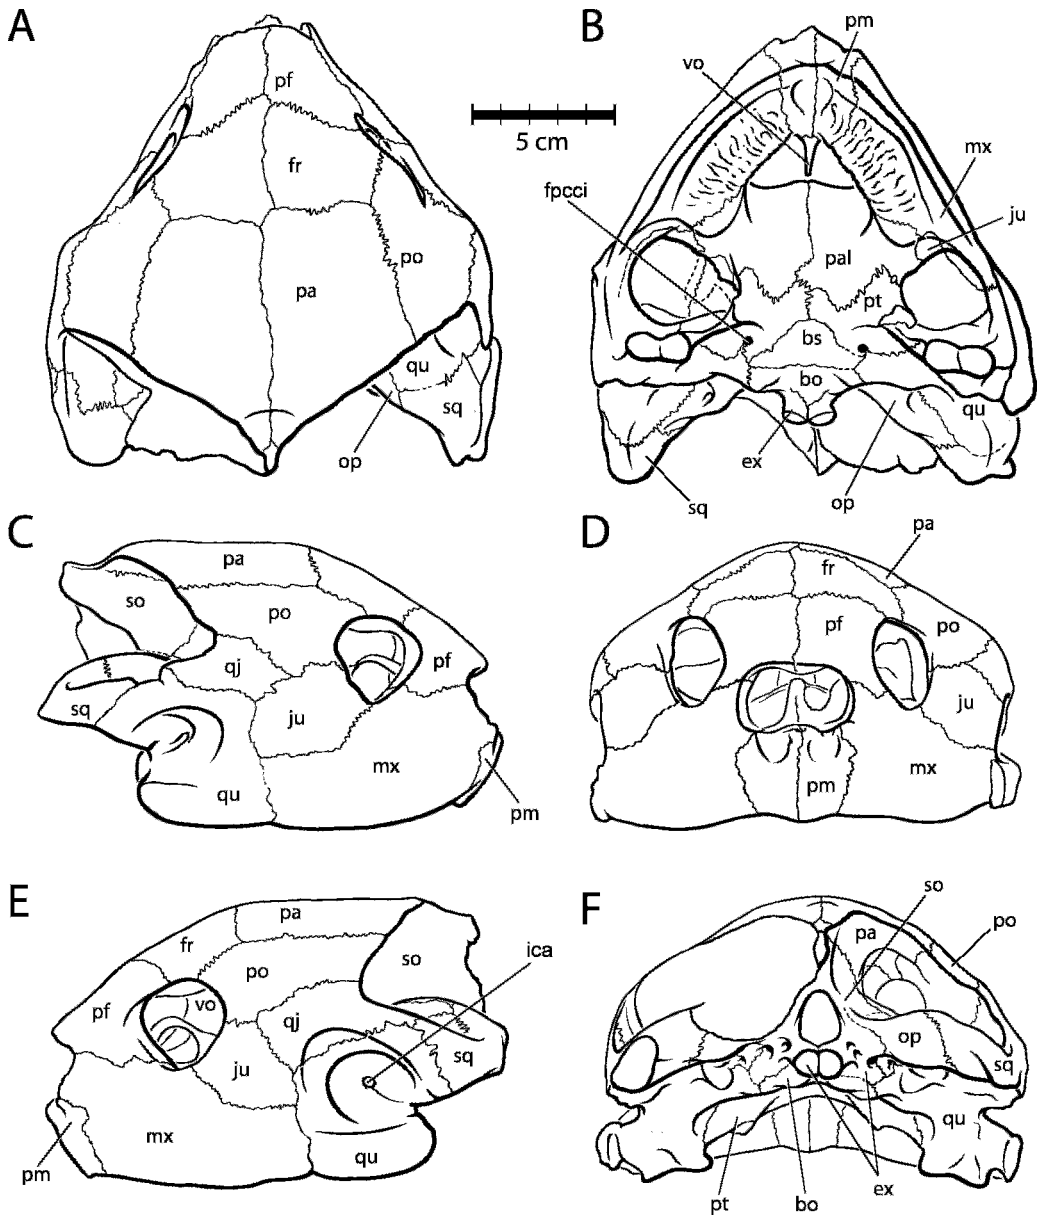 A
pf
fr
pa
po
qu
sq
op
5 cm
B
pm
vo
mx
fpcci
ju
pal
pt
bs
bo
qu
ex
op
sq
C
pa
so
po
qj
pf
sq
ju
mx
qu
pm
D
pa
fr
pf
po
ju
mx
pm
E
pa
fr
so
ica
po
pf
vo
qj
ju
sq
mx
qu
pm
F
so
pa
po
op
sq
qu
pt
bo
ex